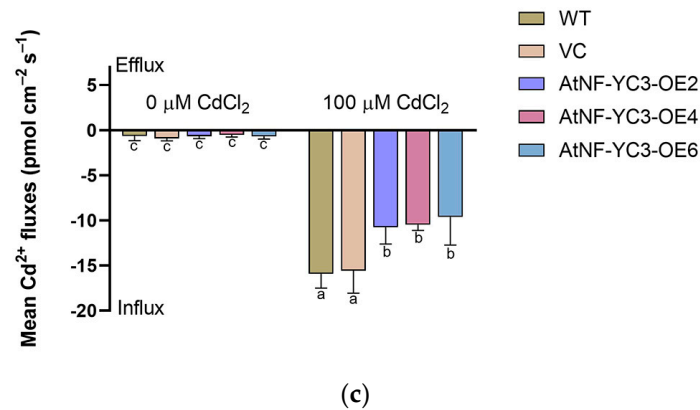 WT
VC
AtNF-YC3-OE2
AtNF-YC3-OE4
AtNF-YC3-OE6
Mean Cd²⁺ fluxes (pmol cm⁻² s⁻¹)
Efflux
5
0 μM CdCl₂ 100 μM CdCl₂
0
c c c c c
-5
-10
b b b
-15
a a
-20
Influx
(c)